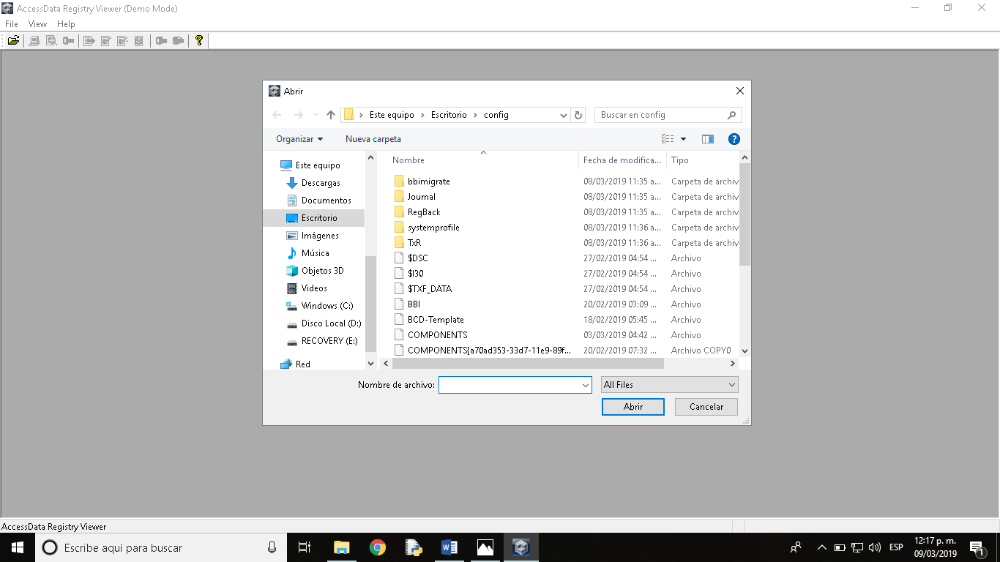 AccessData Registry Viewer (Demo Mode)
File View Help
Abrir
Este equipo > Escritorio > config
Buscar en config
Organizar Nueva carpeta
Este equipo
Descargas
Documentos
Escritorio
Imágenes
Música
Objetos 3D
Videos
Windows (C:)
Disco Local (D:)
RECOVERY (E:)
Red
Nombre Fecha de modifica... Tipo
bbimigrate 08/03/2019 11:35 a... Carpeta de archiv
Journal 08/03/2019 11:35 a... Carpeta de archiv
RegBack 08/03/2019 11:35 a... Carpeta de archiv
systemprofile 08/03/2019 11:36 a... Carpeta de archiv
TxR 08/03/2019 11:36 a... Carpeta de archiv
$DSC 27/02/2019 04:54 ... Archivo
$I30 27/02/2019 04:54 ... Archivo
$TXF_DATA 27/02/2019 04:54 ... Archivo
BBI 20/02/2019 03:09 ... Archivo
BCD-Template 18/02/2019 05:45 ... Archivo
COMPONENTS 03/03/2019 04:42 ... Archivo
COMPONENTS{a70ad353-33d7-11e9-89f... 20/02/2019 07:32 ... Archivo COPY0
Nombre de archivo: All Files
Abrir Cancelar
AccessData Registry Viewer
Escribe aquí para buscar
ESP
12:17 p. m.
09/03/2019
1